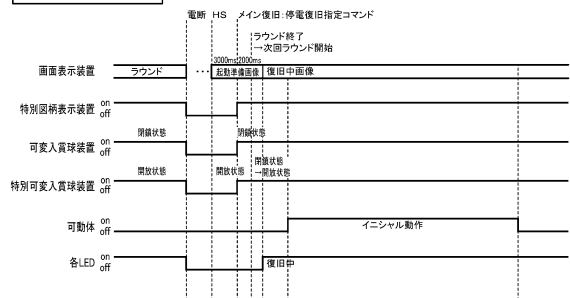 電断 HS メイン復旧:停電復旧指定コマンド
ラウンド終了
→次回ラウンド開始
3000ms 2000ms
画面表示装置 ラウンド … 起動準備画像 復旧中画像
特別図柄表示装置 on
off
閉鎖状態 閉鎖状態
可変入賞球装置 on
off
閉鎖状態
開放状態 開放状態 →開放状態
特別可変入賞球装置 on
off
可動体 on
off
イニシャル動作
各LED on
off
復旧中